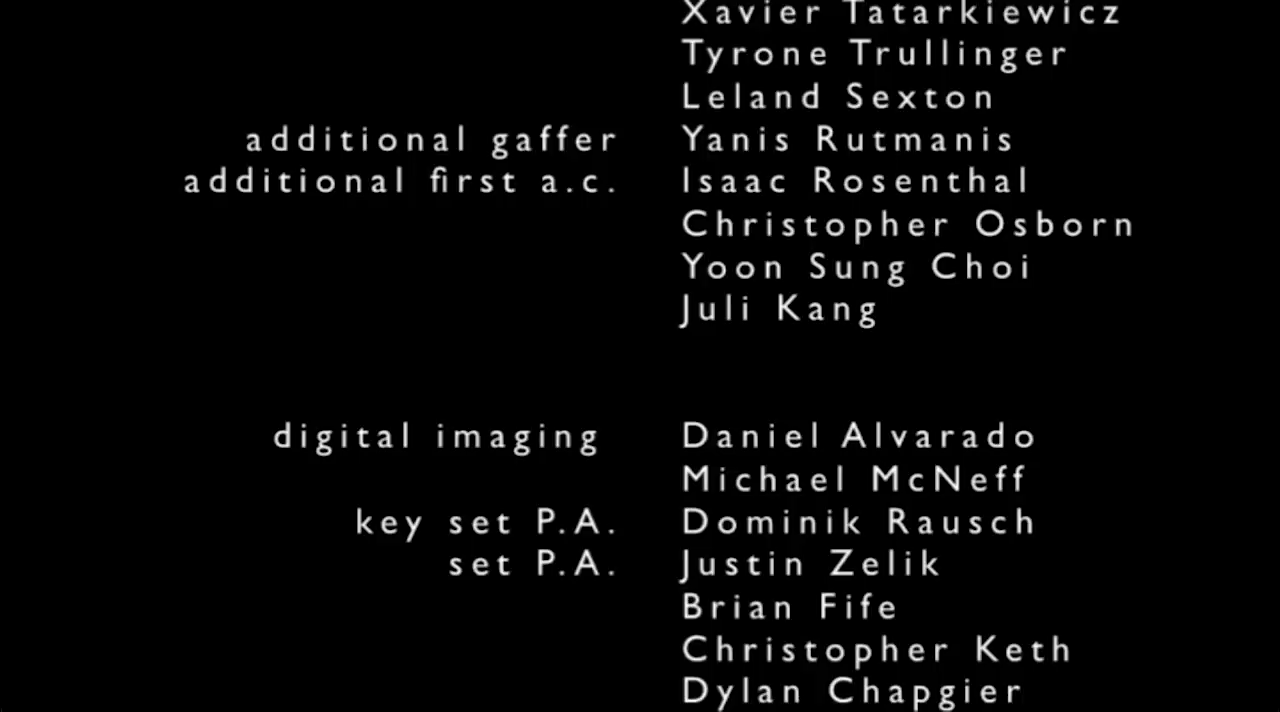 Xavier Tatarkiewicz
Tyrone Trullinger
Leland Sexton
additional gaffer Yanis Rutmanis
additional first a.c. Isaac Rosenthal
Christopher Osborn
Yoon Sung Choi
Juli Kang
digital imaging Daniel Alvarado
Michael McNeff
key set P.A. Dominik Rausch
set P.A. Justin Zelik
Brian Fife
Christopher Keth
Dylan Chapgier